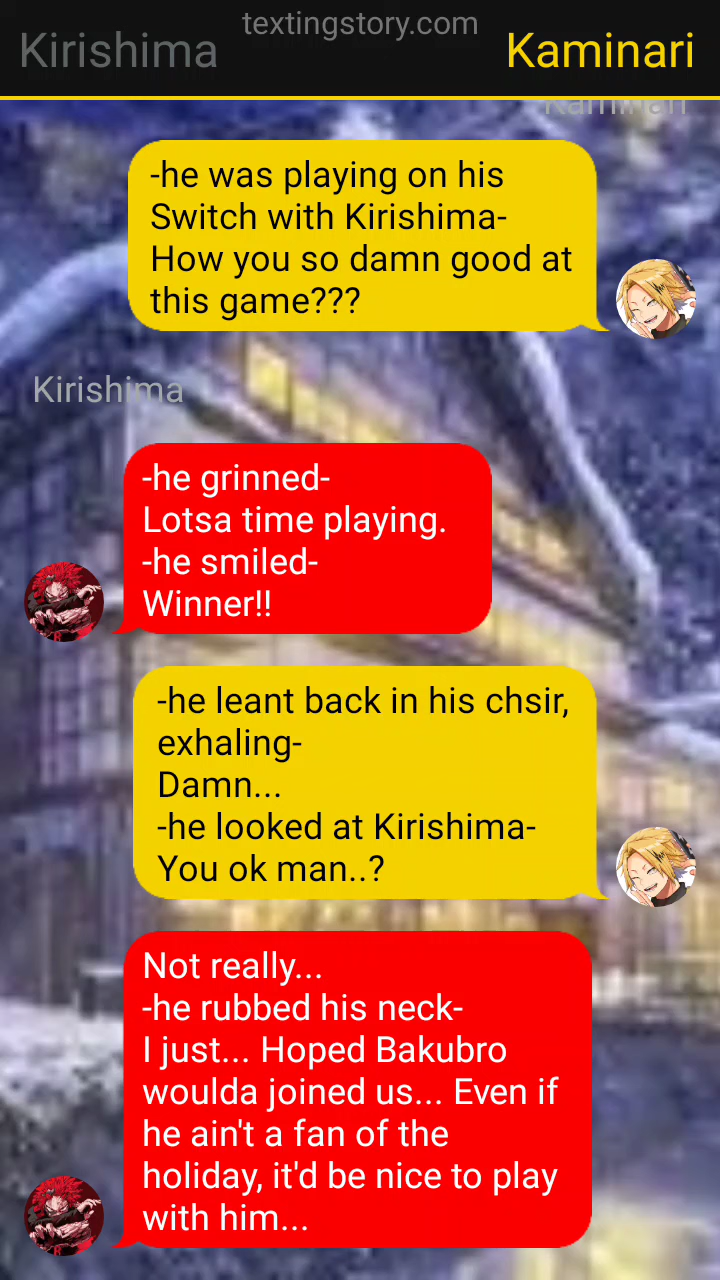 textingstory.com
Kirishima
Kaminari
Kaminari
-he was playing on his
Switch with Kirishima-
How you so damn good at
this game???
Kirishima
-he grinned-
Lotsa time playing.
-he smiled-
Winner!!
-he leant back in his chsir,
exhaling-
Damn...
-he looked at Kirishima-
You ok man..?
Not really...
-he rubbed his neck-
I just... Hoped Bakubro
woulda joined us... Even if
he ain't a fan of the
holiday, it'd be nice to play
with him...